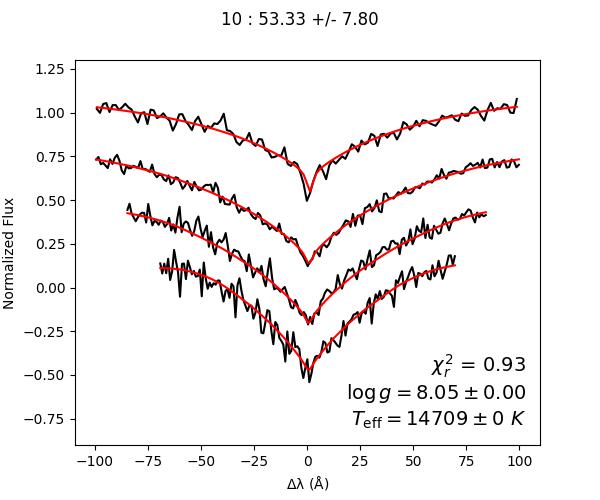 10 : 53.33 +/- 7.80
1.25
1.00
0.75
0.50
0.25
0.00
−0.25
−0.50
−0.75
Normalized Flux
χ²ᵣ = 0.93
log g = 8.05 ± 0.00
T_eff = 14709 ± 0 K
−100 −75 −50 −25 0 25 50 75 100
Δλ (Å)